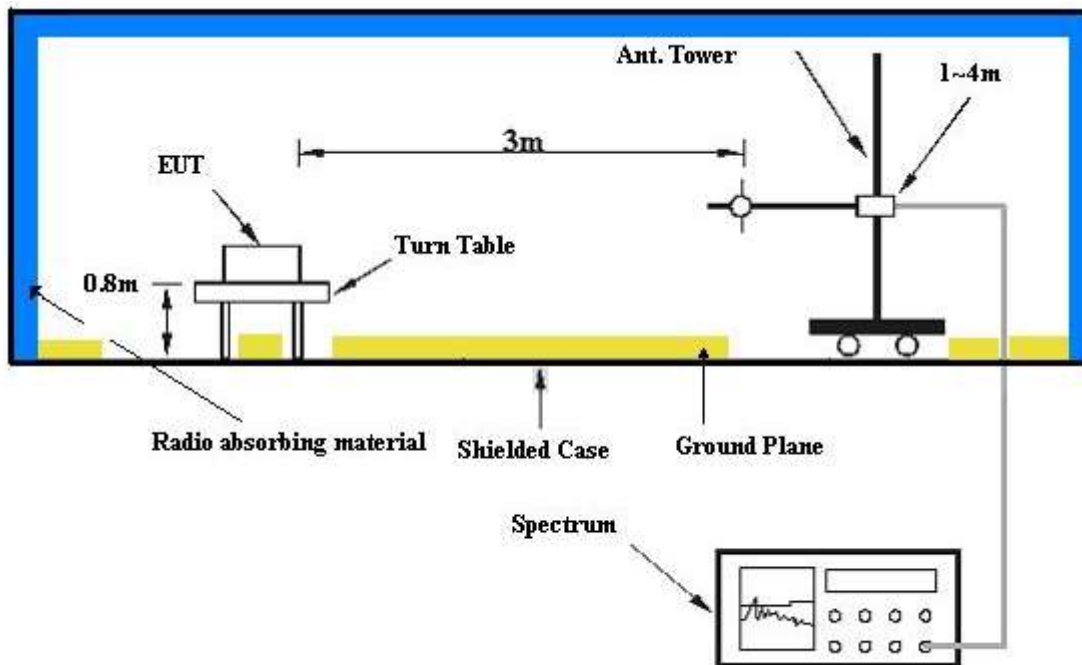 Ant. Tower
1~4m
3m
EUT
Turn Table
0.8m
Radio absorbing material
Shielded Case
Ground Plane
Spectrum